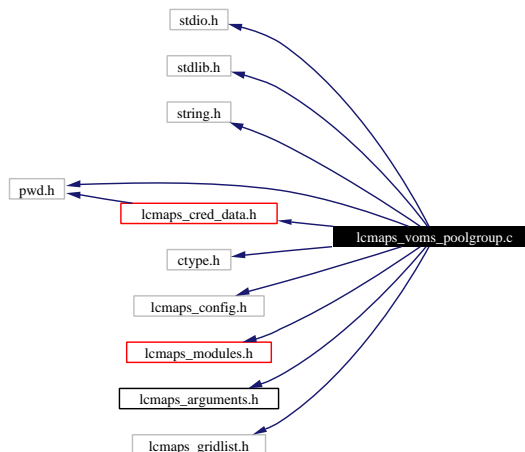 stdio.h
stdlib.h
string.h
pwd.h
lcmaps_cred_data.h
lcmaps_voms_poolgroup.c
ctype.h
lcmaps_config.h
lcmaps_modules.h
lcmaps_arguments.h
lcmaps_gridlist.h